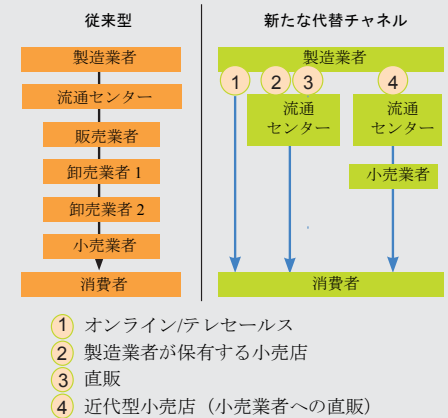 従来型
製造業者
流通センター
販売業者
卸売業者 1
卸売業者 2
小売業者
消費者
新たな代替チャネル
製造業者
1
2
3
4
流通
センター
流通
センター
小売業者
消費者
1 オンライン/テレセールス
2 製造業者が保有する小売店
3 直販
4 近代型小売店（小売業者への直販）